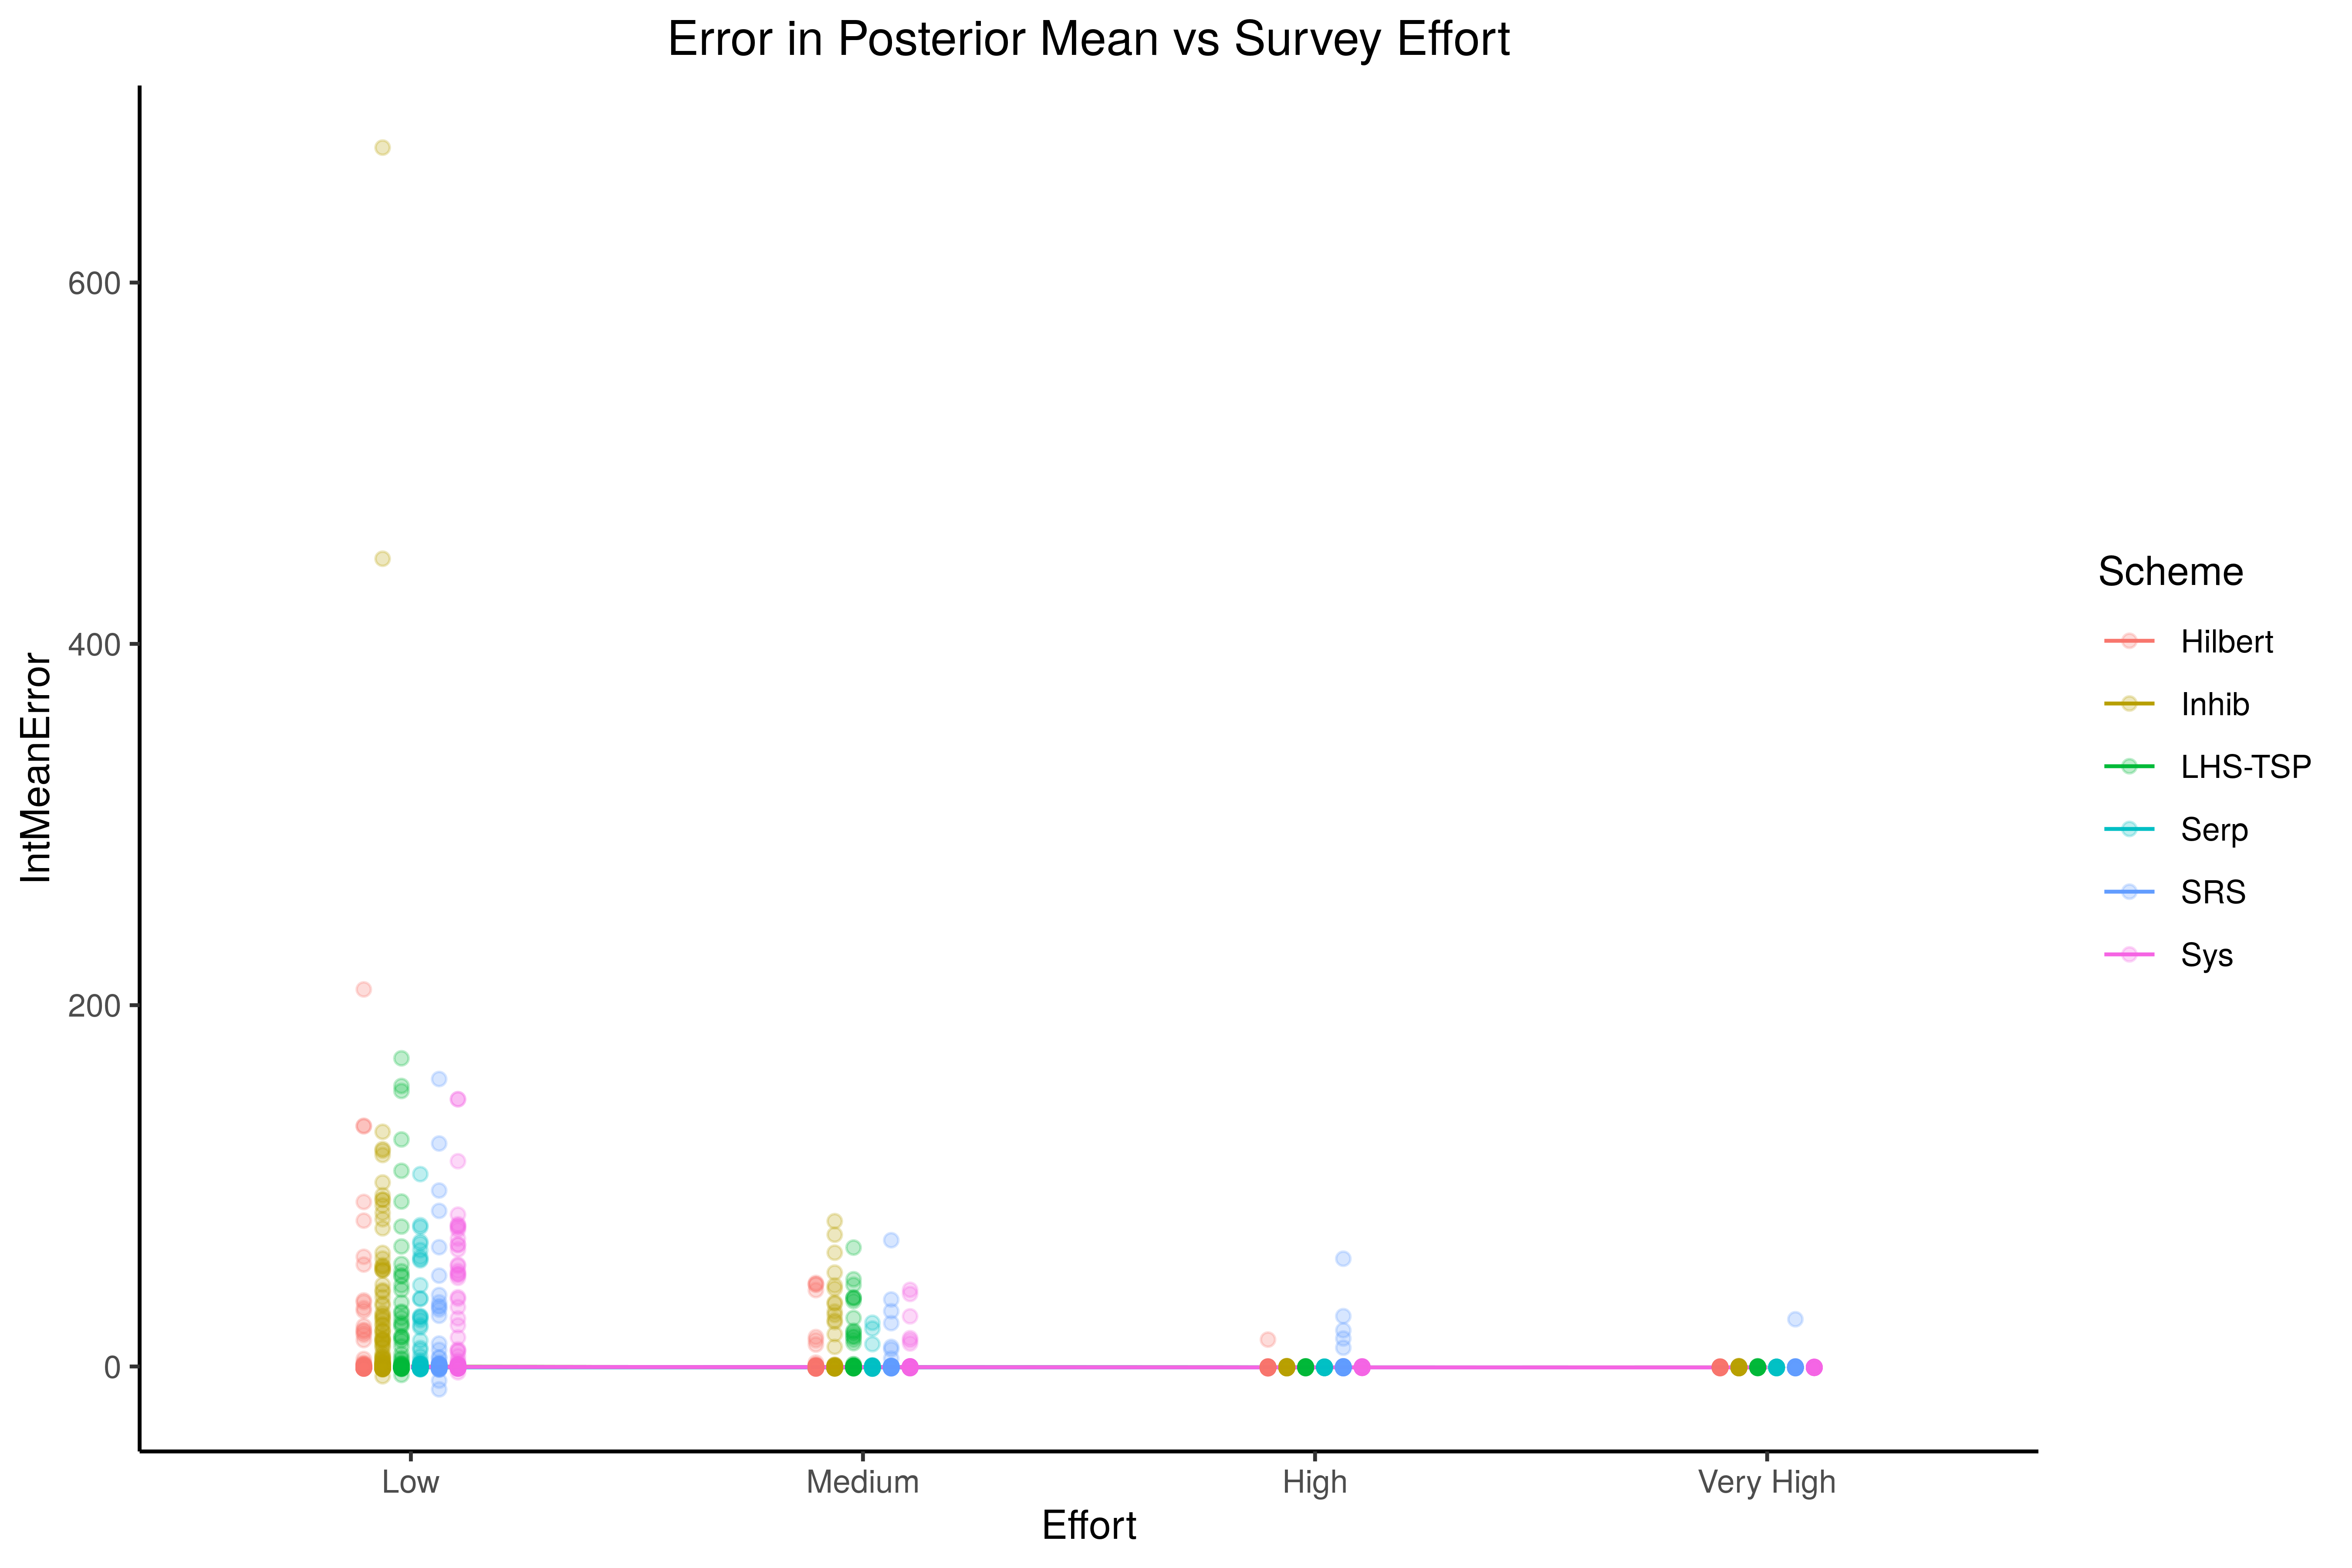 Error in Posterior Mean vs Survey Effort
IntMeanError
600
400
200
0
Low
Medium
High
Very High
Effort
Scheme
Hilbert
Inhib
LHS-TSP
Serp
SRS
Sys